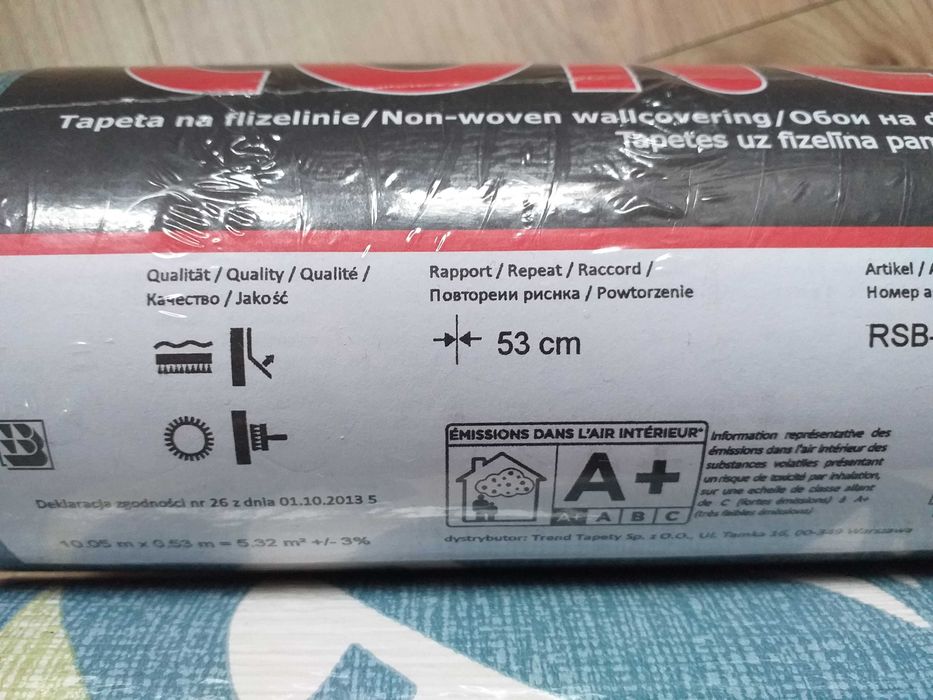 Tapeta na flizelinie/Non-woven wallcovering/Обои на
Tapetes uz fizelīna
Qualität / Quality / Qualité /
Качество / Jakość
Rapport / Repeat / Raccord /
Повторeии риснка / Powtorzenie
53 cm
Artikel /
Номер
RSB-
B
ÉMISSIONS DANS L'AIR INTÉRIEUR*
A+
A+ A B C
Information représentative des
émissions dans l'air intérieur des
substances volatiles présentant
un risque de toxicité par inhalation,
sur une echelle de classe allant
de C (fortes émissions) à A+
(très faibles émissions)
Deklaracja zgodności nr 26 z dnia 01.10.2013 5
10.05 m x 0.53 m = 5.32 m² +/- 3%
dystrybutor: Trend Tapety Sp. z O.O., Ul. Tamka 16, 00-349 Warszawa